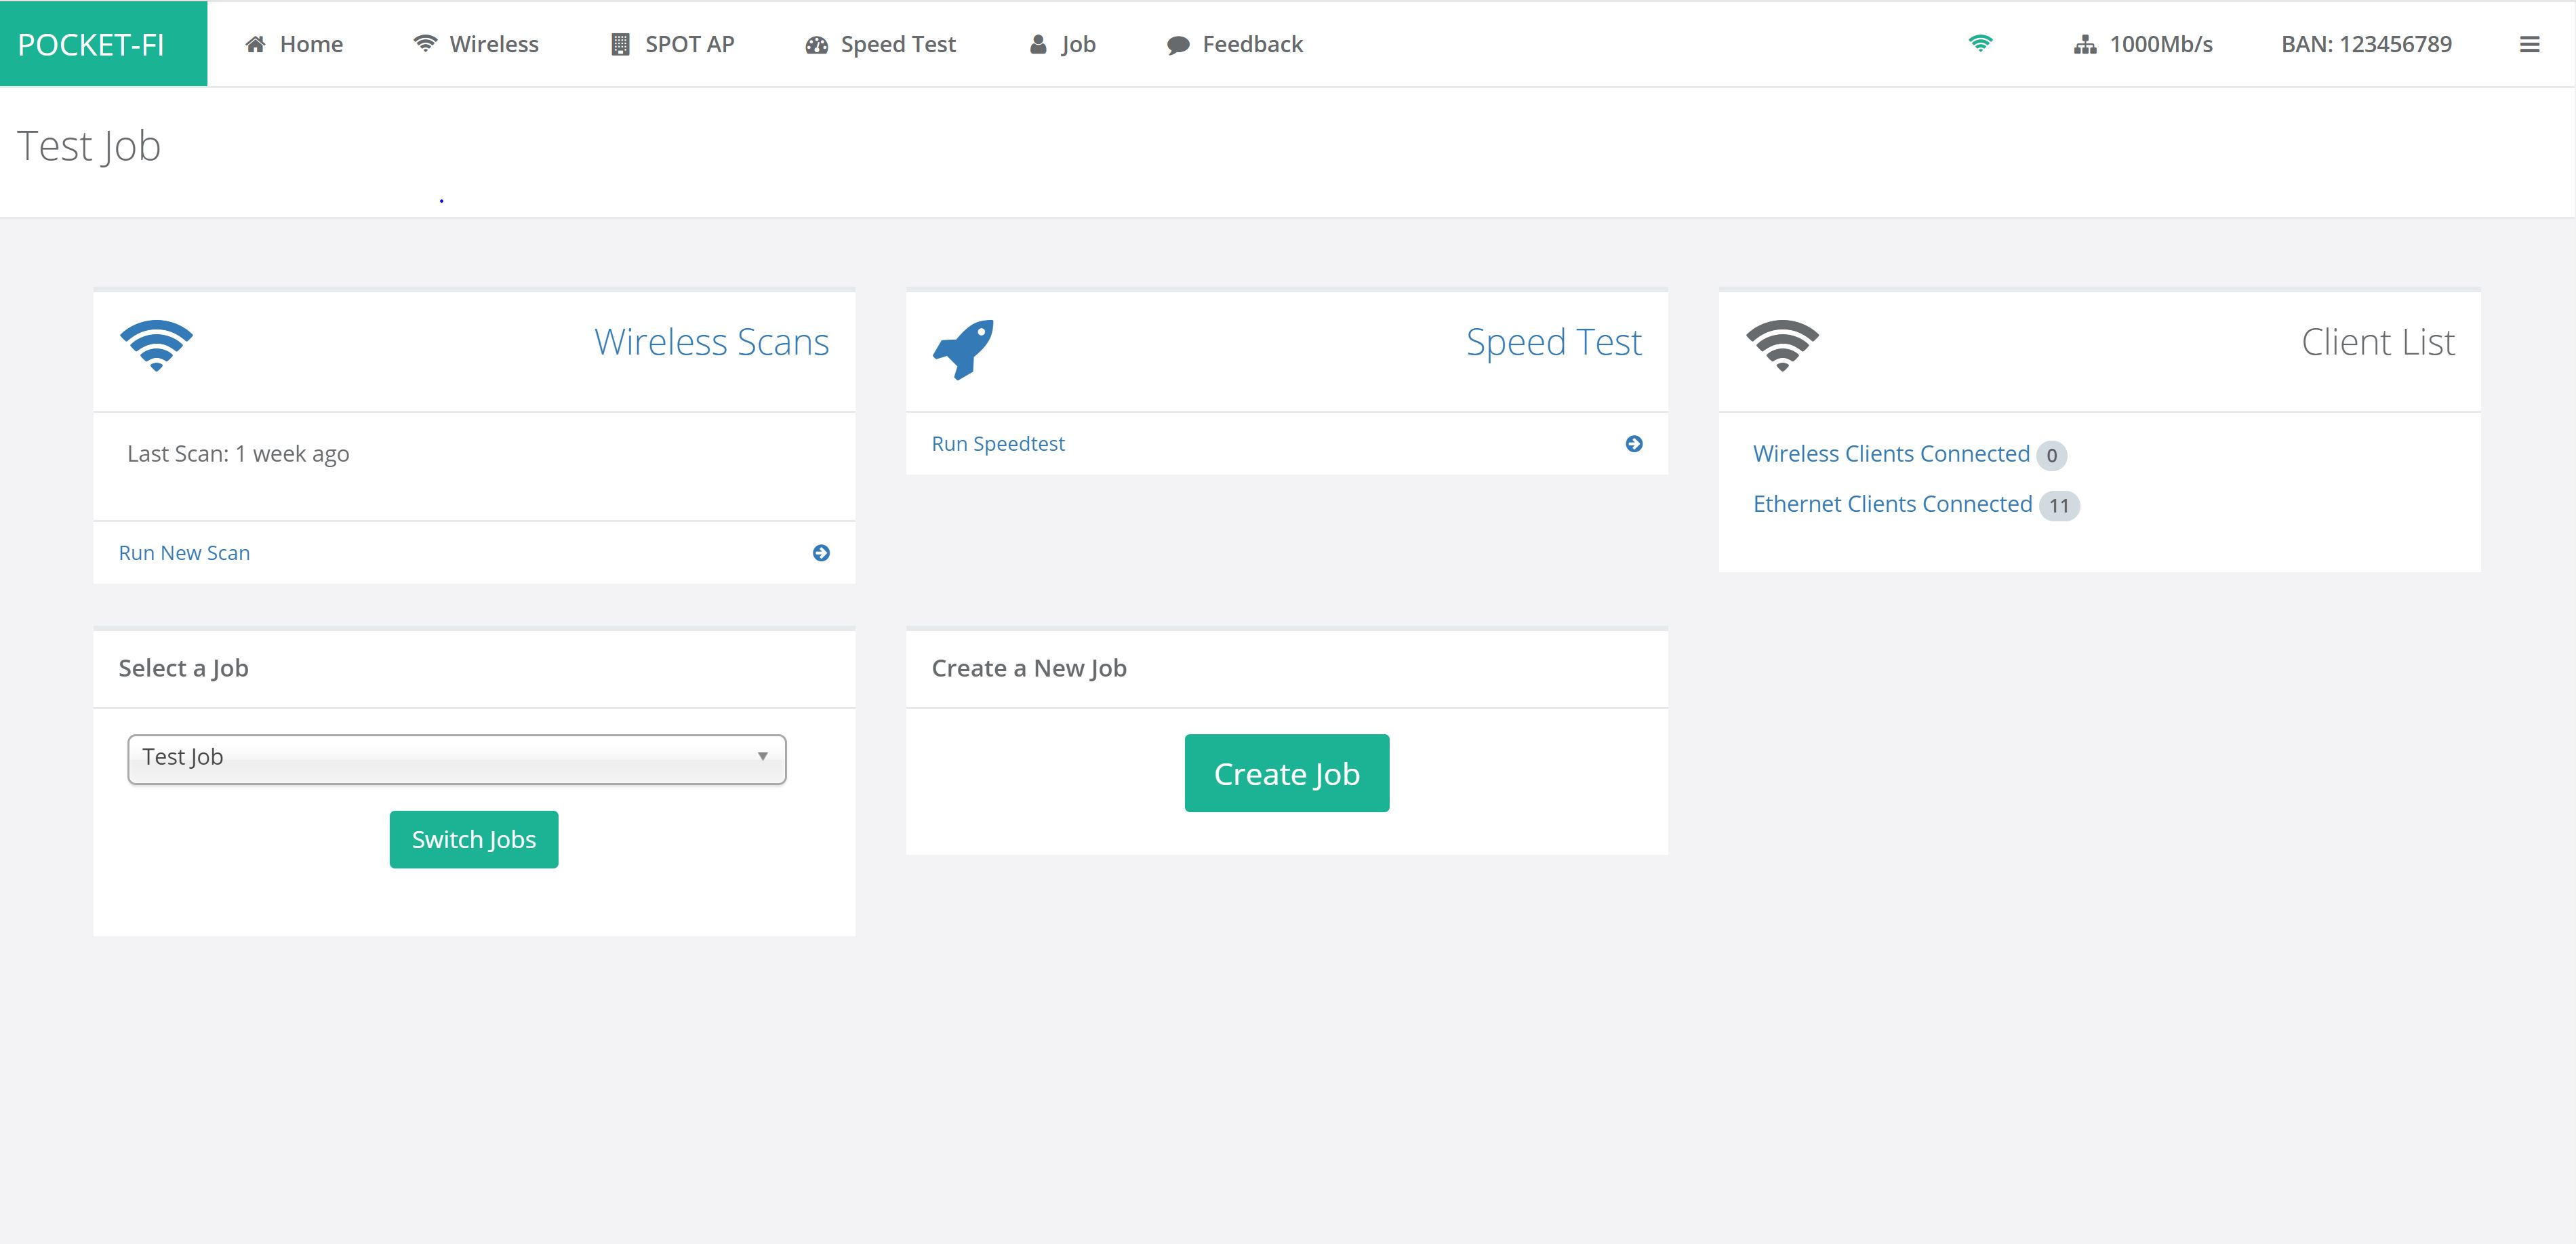 POCKET-FI
Home
Wireless
SPOT AP
Speed Test
Job
Feedback
1000Mb/s
BAN: 123456789
Test Job
Wireless Scans
Last Scan: 1 week ago
Run New Scan
Speed Test
Run Speedtest
Client List
Wireless Clients Connected 0
Ethernet Clients Connected 11
Select a Job
Test Job
Switch Jobs
Create a New Job
Create Job